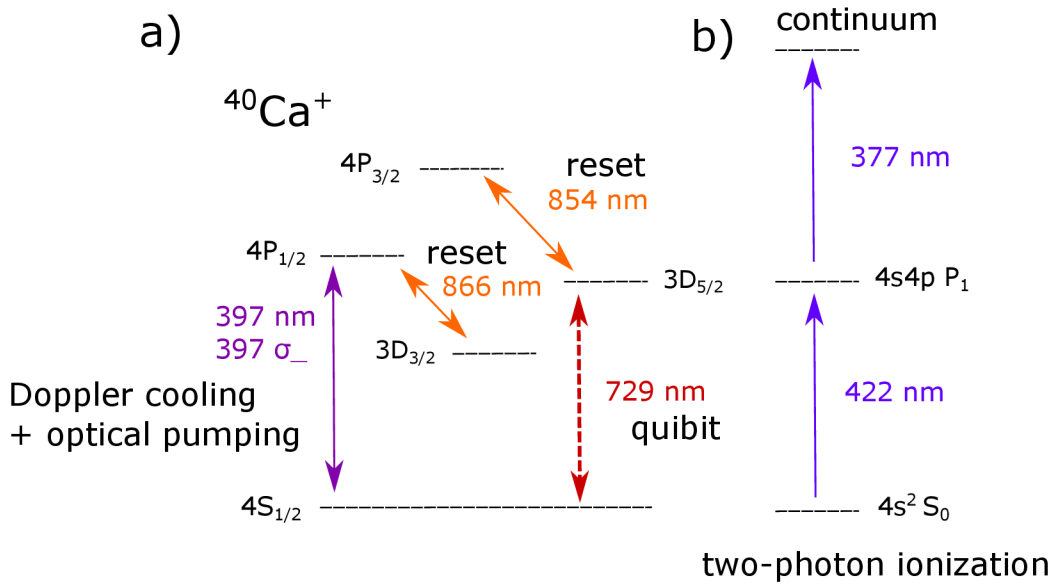 a)
⁴⁰Ca⁺
4P₃/₂
reset
854 nm
4P₁/₂
reset
866 nm
3D₅/₂
397 nm
397 σ_
3D₃/₂
Doppler cooling
+ optical pumping
729 nm
quibit
4S₁/₂
b)
continuum
377 nm
4s4p P₁
422 nm
4s² S₀
two-photon ionization